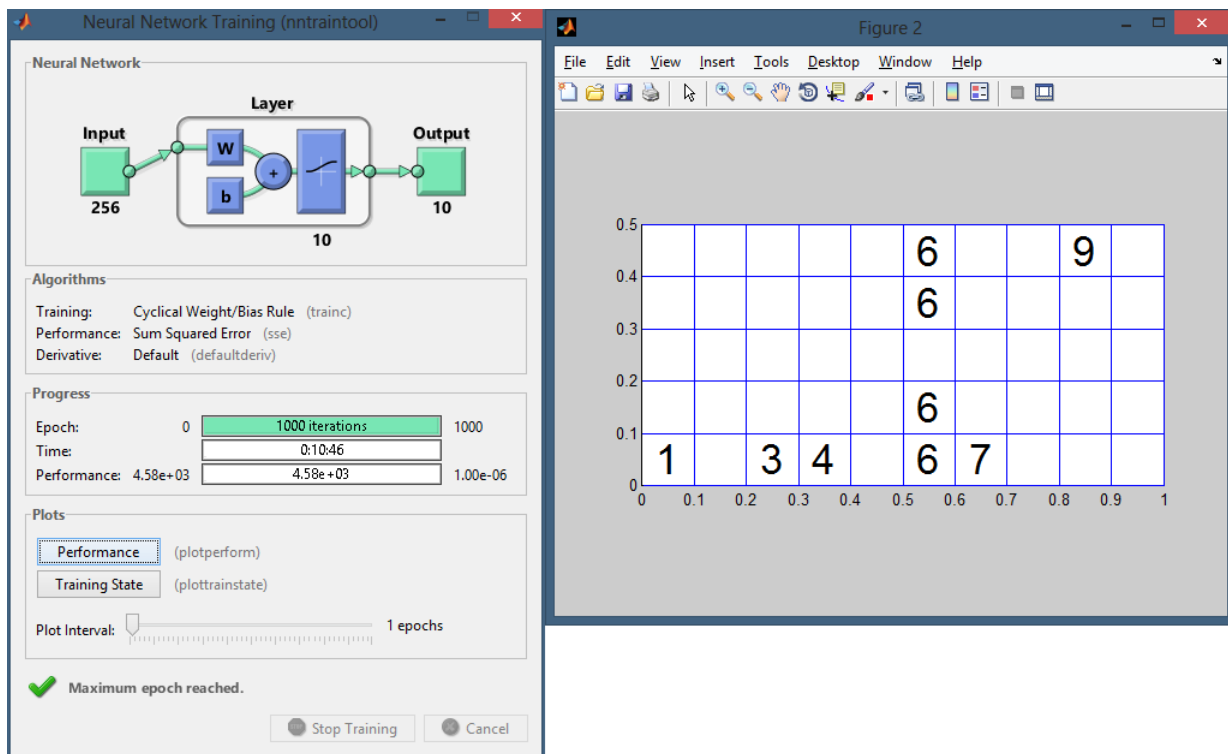 Neural Network Training (nntraintool)
Neural Network
Layer
Input
Output
W
b
+
256
10
10
Algorithms
Training: Cyclical Weight/Bias Rule (trainc)
Performance: Sum Squared Error (sse)
Derivative: Default (defaultderiv)
Progress
Epoch: 0 1000 iterations 1000
Time: 0:10:46
Performance: 4.58e+03 4.58e+03 1.00e-06
Plots
Performance (plotperform)
Training State (plottrainstate)
Plot Interval: 1 epochs
Maximum epoch reached.
Stop Training Cancel
Figure 2
File Edit View Insert Tools Desktop Window Help
0.5 6 9
0.4 6
0.3
0.2 6
0.1 1 3 4 6 7
0
0 0.1 0.2 0.3 0.4 0.5 0.6 0.7 0.8 0.9 1